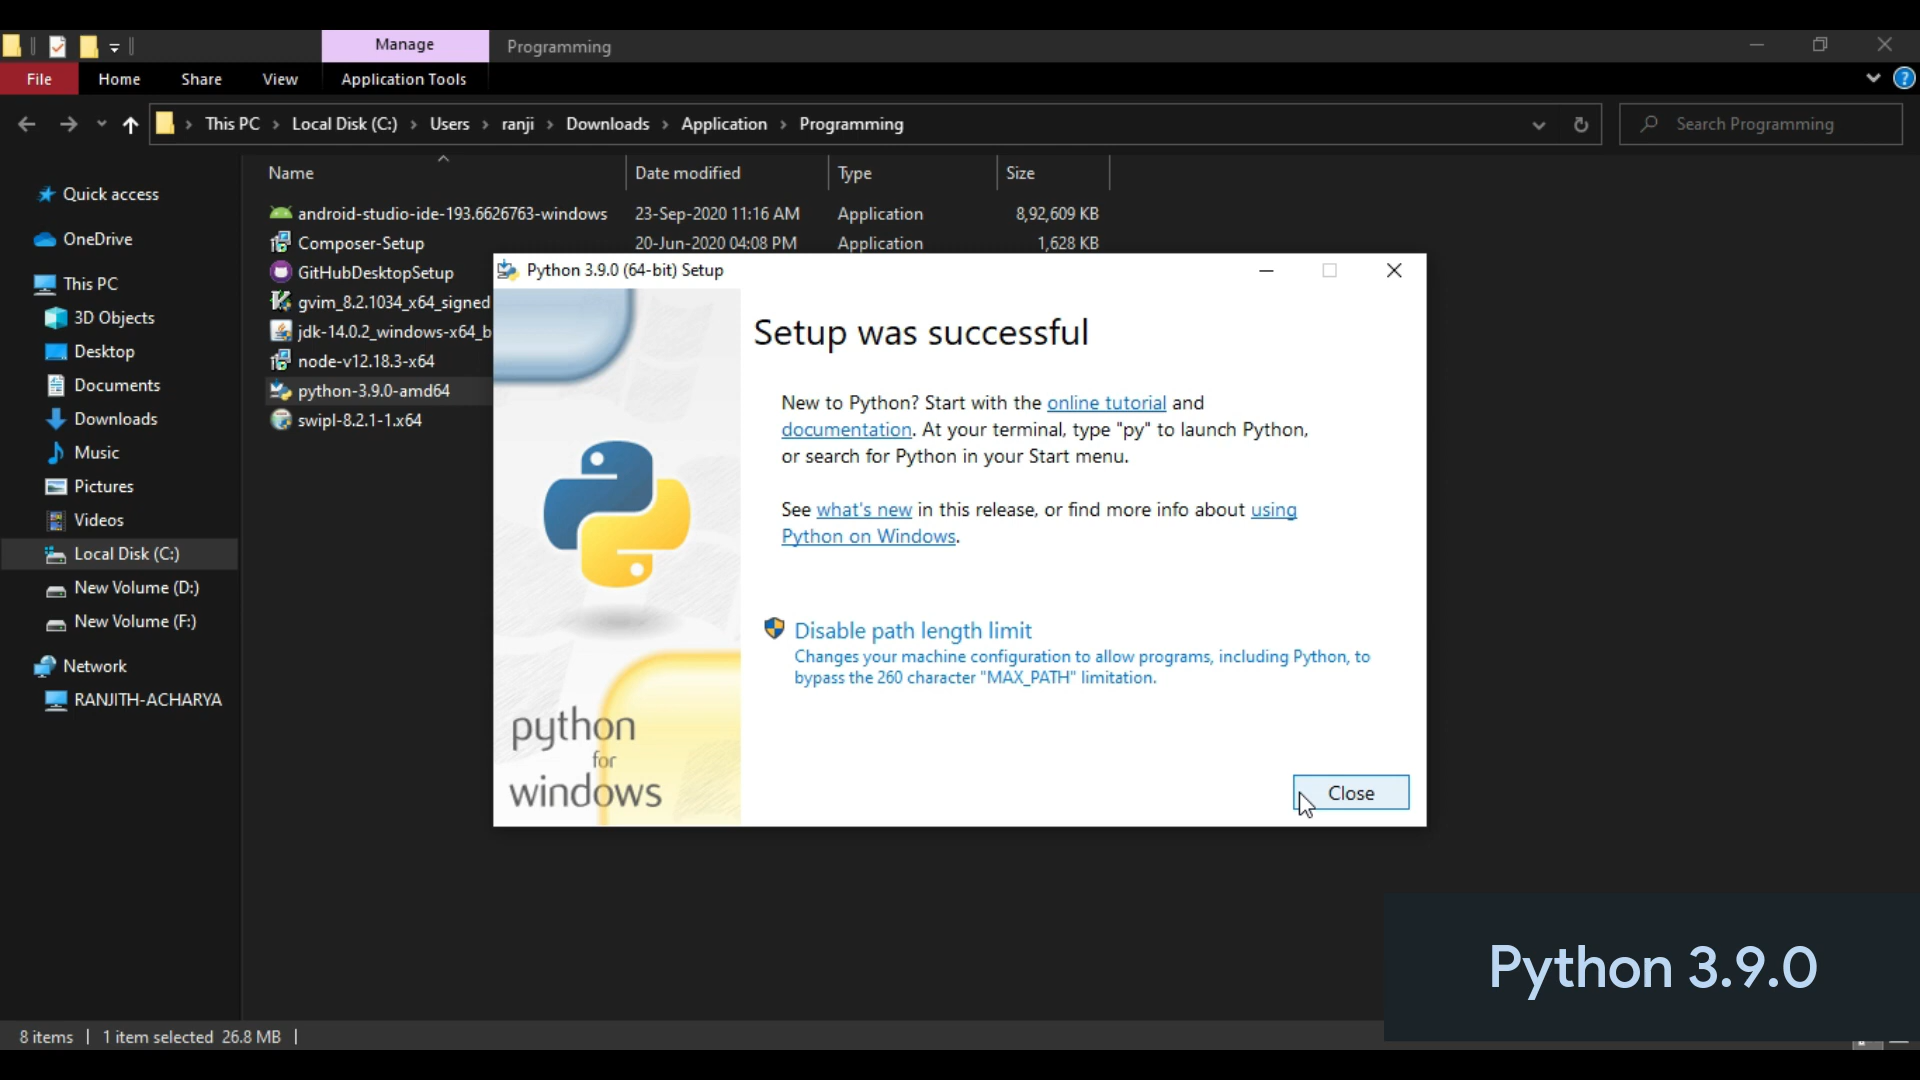 Manage
Programming
File
Home
Share
View
Application Tools
This PC
Local Disk (C:)
Users
ranji
Downloads
Application
Programming
Search Programming
Quick access
OneDrive
This PC
3D Objects
Desktop
Documents
Downloads
Music
Pictures
Videos
Local Disk (C:)
New Volume (D:)
New Volume (F:)
Network
RANJITH-ACHARYA
Name Date modified Type Size
android-studio-ide-193.6626763-windows 23-Sep-2020 11:16 AM Application 8,92,609 KB
Composer-Setup 20-Jun-2020 04:08 PM Application 1,628 KB
GitHubDesktopSetup
gvim_8.2.1034_x64_signed
jdk-14.0.2_windows-x64_b
node-v12.18.3-x64
python-3.9.0-amd64
swipl-8.2.1-1.x64
Python 3.9.0 (64-bit) Setup
Setup was successful
New to Python? Start with the online tutorial and
documentation. At your terminal, type "py" to launch Python,
or search for Python in your Start menu.
See what's new in this release, or find more info about using
Python on Windows.
Disable path length limit
Changes your machine configuration to allow programs, including Python, to
bypass the 260 character "MAX_PATH" limitation.
python
for
windows
Close
Python 3.9.0
8 items
1 item selected 26.8 MB